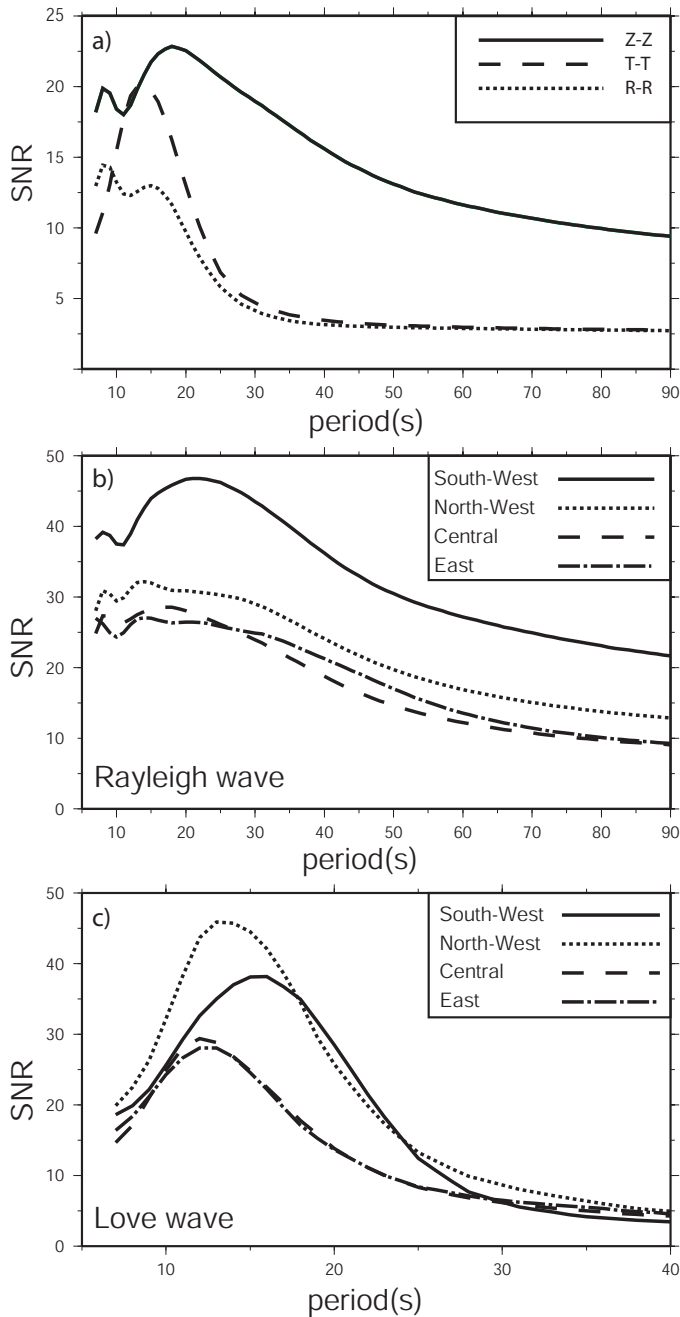 a)
Z-Z
T-T
R-R
SNR
25
20
15
10
5
10 20 30 40 50 60 70 80 90
period(s)
b)
South-West
North-West
Central
East
SNR
50
40
30
20
10
0
Rayleigh wave
10 20 30 40 50 60 70 80 90
period(s)
c)
South-West
North-West
Central
East
SNR
50
40
30
20
10
0
Love wave
10 20 30 40
period(s)